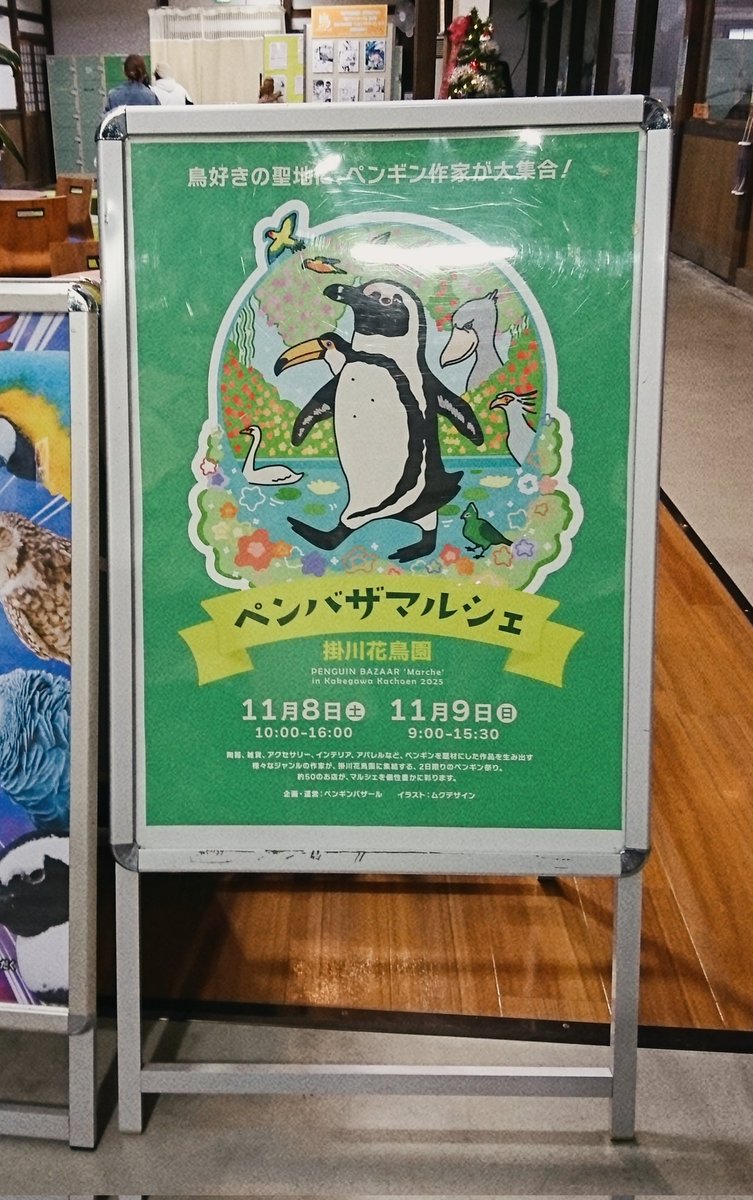 鳥好きの聖地に、ペンギン作家が大集合!
ペンバザマルシェ
掛川花鳥園
PENGUIN BAZAAR 'Marche'
in Kakegawa Kachoen 2025
11月8日土 11月9日日
10:00-16:00 9:00-15:30
陶器、雑貨、アクセサリー、インテリア、アパレルなど、ペンギンを題材にした作品を生み出す
様々なジャンルの作家が、掛川花鳥園に集結する、2日限りのペンギン祭り。
約50のお店が、マルシェを個性豊かに彩ります。
企画・運営:ペンギンバザール イラスト:ムクデザイン